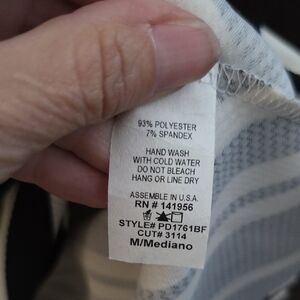 93% POLYESTER
7% SPANDEX
HAND WASH
WITH COLD WATER
DO NOT BLEACH
HANG OR LINE DRY
ASSEMBLE IN U.S.A.
RN # 141956
STYLE# PD1761BF
CUT# 3114
M/Mediano